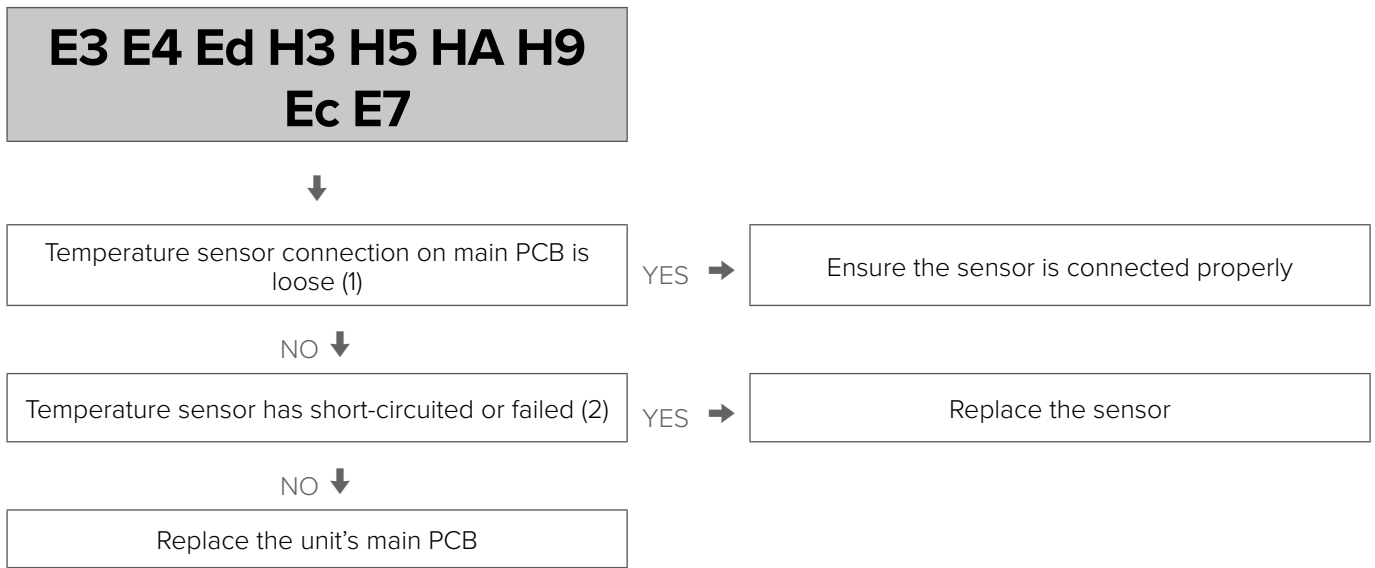 E3 E4 Ed H3 H5 HA H9
Ec E7
Temperature sensor connection on main PCB is
loose (1)
YES
Ensure the sensor is connected properly
NO
Temperature sensor has short-circuited or failed (2)
YES
Replace the sensor
NO
Replace the unit’s main PCB